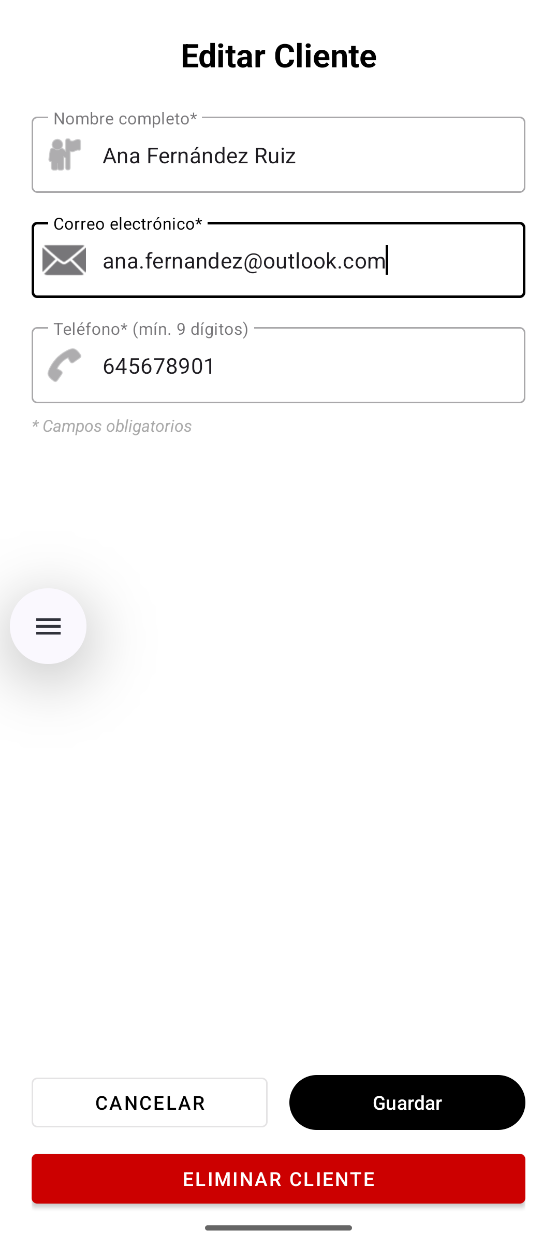 Editar Cliente
Nombre completo*
Ana Fernández Ruiz
Correo electrónico*
ana.fernandez@outlook.com
Teléfono* (mín. 9 dígitos)
645678901
* Campos obligatorios
CANCELAR
Guardar
ELIMINAR CLIENTE